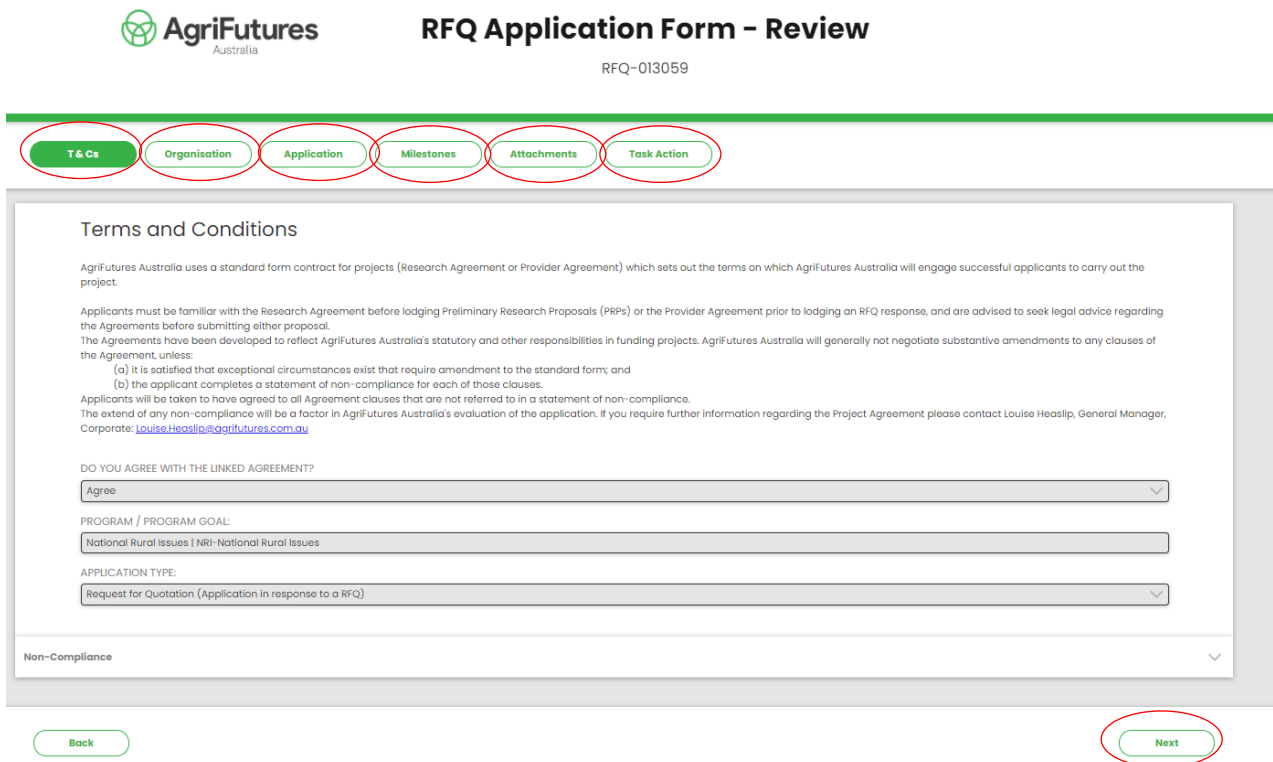 AgriFutures
Australia
RFQ Application Form - Review
RFQ-013059
T & Cs
Organisation
Application
Milestones
Attachments
Task Action
Terms and Conditions
AgriFutures Australia uses a standard form contract for projects (Research Agreement or Provider Agreement) which sets out the terms on which AgriFutures Australia will engage successful applicants to carry out the
project.
Applicants must be familiar with the Research Agreement before lodging Preliminary Research Proposals (PRPs) or the Provider Agreement prior to lodging an RFQ response, and are advised to seek legal advice regarding
the Agreements before submitting either proposal.
The Agreements have been developed to reflect AgriFutures Australia's statutory and other responsibilities in funding projects. AgriFutures Australia will generally not negotiate substantive amendments to any clauses of
the Agreement, unless:
(a) it is satisfied that exceptional circumstances exist that require amendment to the standard form; and
(b) the applicant completes a statement of non-compliance for each of those clauses.
Applicants will be taken to have agreed to all Agreement clauses that are not referred to in a statement of non-compliance.
The extend of any non-compliance will be a factor in AgriFutures Australia's evaluation of the application. If you require further information regarding the Project Agreement please contact Louise Heaslip, General Manager,
Corporate: Louise.Heaslip@agrifutures.com.au
DO YOU AGREE WITH THE LINKED AGREEMENT?
Agree
PROGRAM / PROGRAM GOAL:
National Rural Issues | NRI-National Rural Issues
APPLICATION TYPE:
Request for Quotation (Application in response to a RFQ)
Non-Compliance
Back
Next